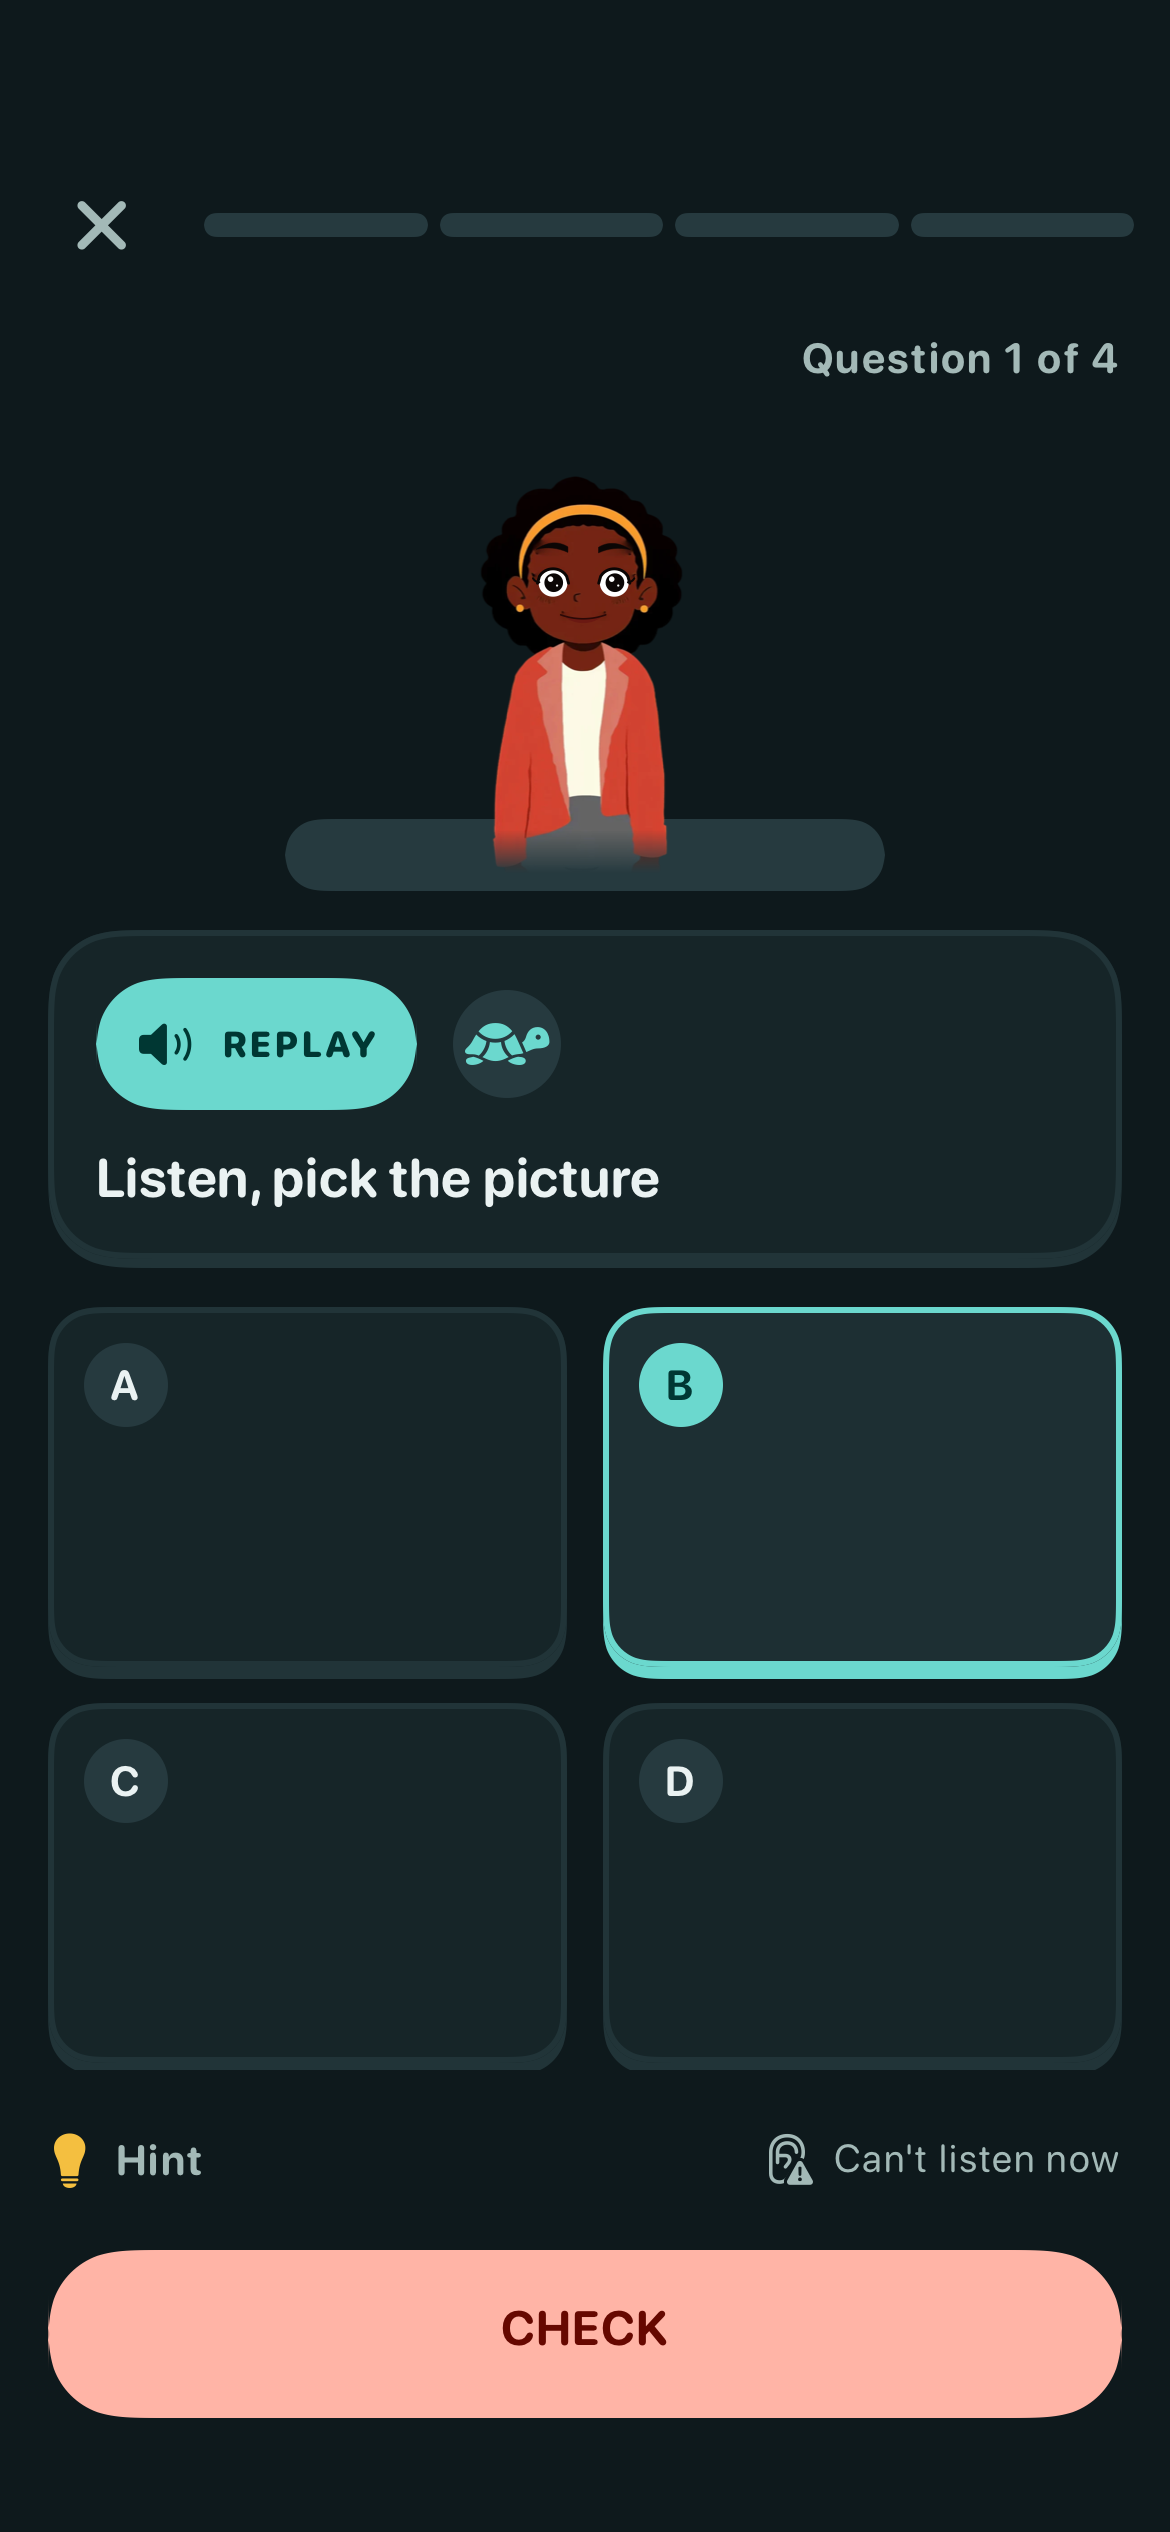 Question 1 of 4
REPLAY
Listen, pick the picture
A
B
C
D
Hint
Can't listen now
CHECK